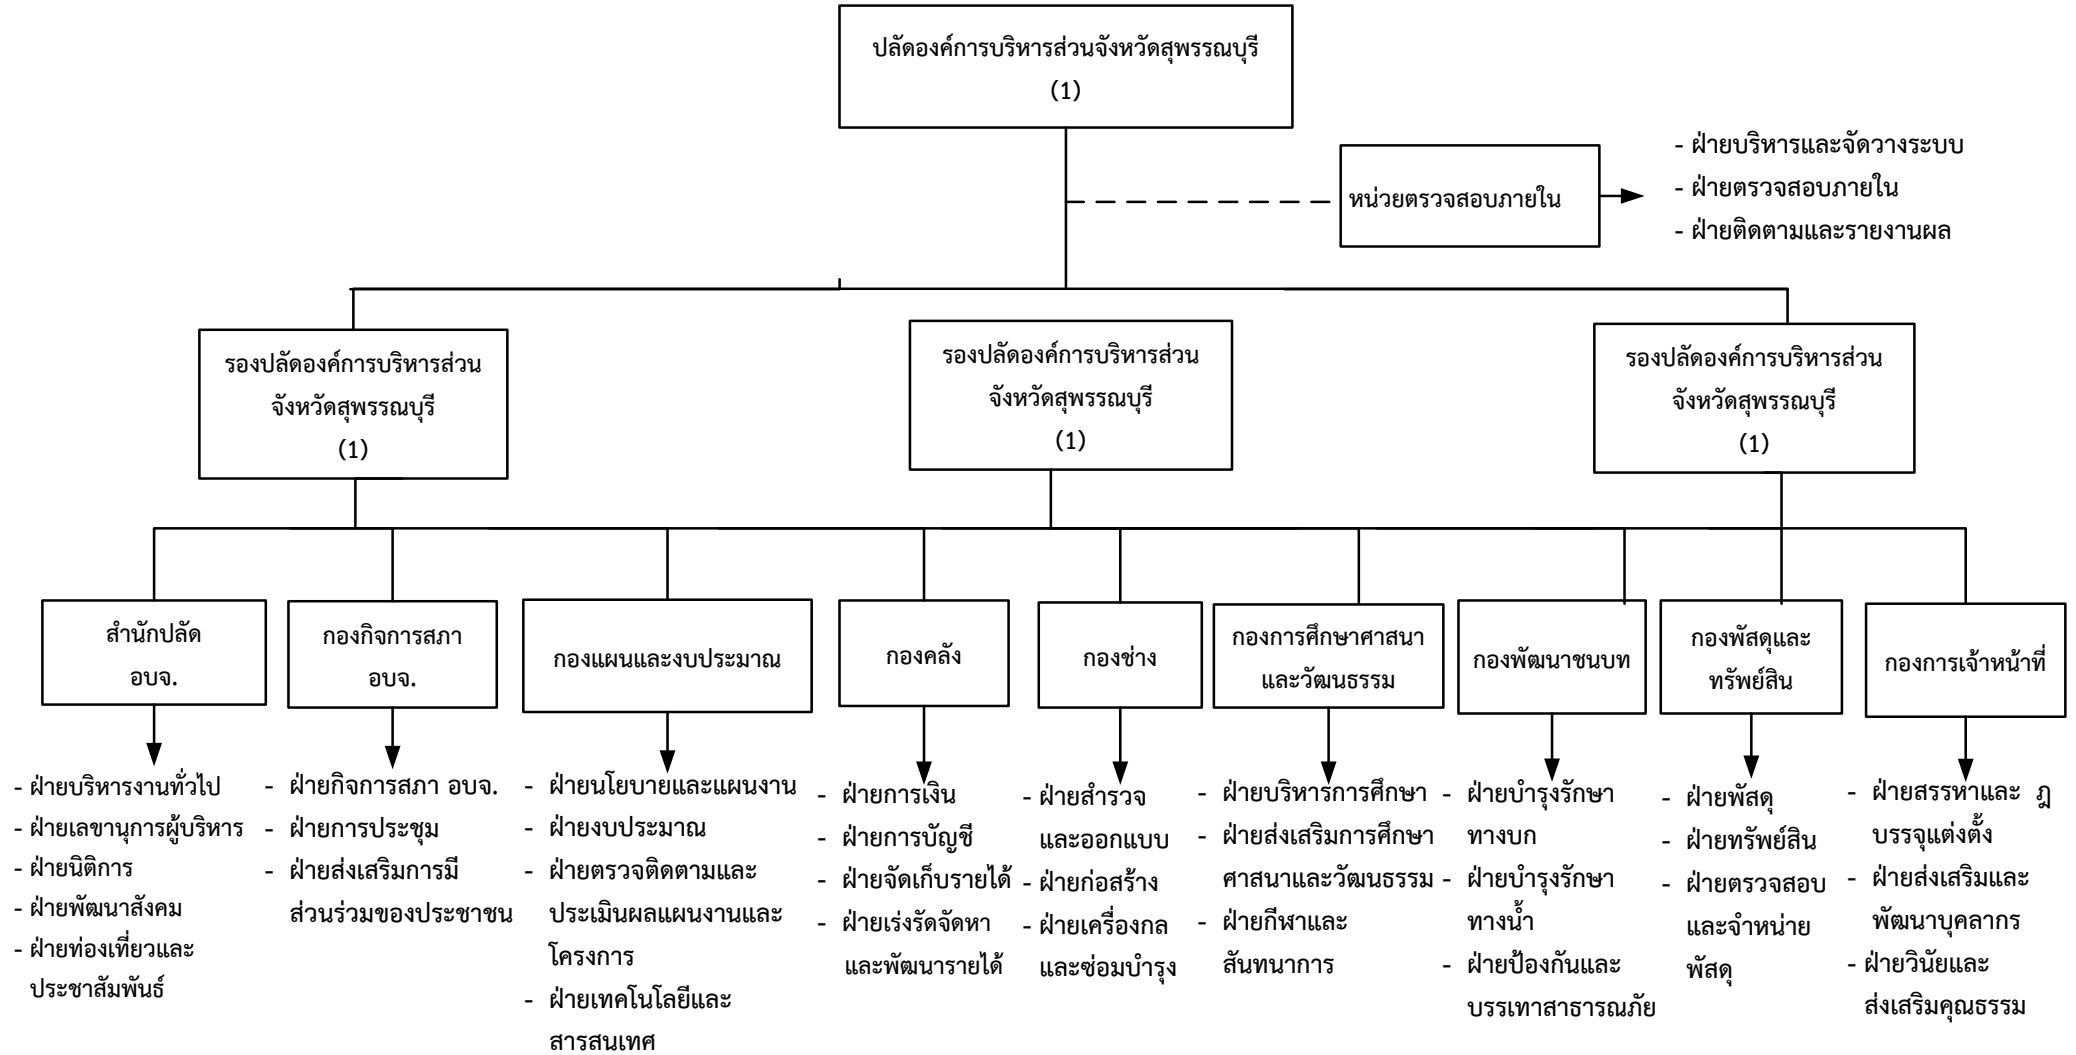 ปลัดองค์การบริหารส่วนจังหวัดสุพรรณบุรี
(1)
หน่วยตรวจสอบภายใน
- ฝ่ายบริหารและจัดวางระบบ
- ฝ่ายตรวจสอบภายใน
- ฝ่ายติดตามและรายงานผล
รองปลัดองค์การบริหารส่วน
จังหวัดสุพรรณบุรี
(1)
รองปลัดองค์การบริหารส่วน
จังหวัดสุพรรณบุรี
(1)
รองปลัดองค์การบริหารส่วน
จังหวัดสุพรรณบุรี
(1)
สำนักปลัด
อบจ.
- ฝ่ายบริหารงานทั่วไป
- ฝ่ายเลขานุการผู้บริหาร
- ฝ่ายนิติการ
- ฝ่ายพัฒนาสังคม
- ฝ่ายท่องเที่ยวและ
ประชาสัมพันธ์
กองกิจการสภา
อบจ.
- ฝ่ายกิจการสภา อบจ.
- ฝ่ายการประชุม
- ฝ่ายส่งเสริมการมี
ส่วนร่วมของประชาชน
กองแผนและงบประมาณ
- ฝ่ายนโยบายและแผนงาน
- ฝ่ายงบประมาณ
- ฝ่ายตรวจติดตามและ
ประเมินผลแผนงานและ
โครงการ
- ฝ่ายเทคโนโลยีและ
สารสนเทศ
กองคลัง
- ฝ่ายการเงิน
- ฝ่ายการบัญชี
- ฝ่ายจัดเก็บรายได้
- ฝ่ายเร่งรัดจัดหา
และพัฒนารายได้
กองช่าง
- ฝ่ายสำรวจ
และออกแบบ
- ฝ่ายก่อสร้าง
- ฝ่ายเครื่องกล
และซ่อมบำรุง
กองการศึกษาศาสนา
และวัฒนธรรม
- ฝ่ายบริหารการศึกษา
- ฝ่ายส่งเสริมการศึกษา
ศาสนาและวัฒนธรรม
- ฝ่ายกีฬาและ
สันทนาการ
กองพัฒนาชนบท
- ฝ่ายบำรุงรักษา
ทางบก
- ฝ่ายบำรุงรักษา
ทางน้ำ
- ฝ่ายป้องกันและ
บรรเทาสาธารณภัย
กองพัสดุและ
ทรัพย์สิน
- ฝ่ายพัสดุ
- ฝ่ายทรัพย์สิน
- ฝ่ายตรวจสอบ
และจำหน่าย
พัสดุ
กองการเจ้าหน้าที่
- ฝ่ายสรรหาและ ฎ
บรรจุแต่งตั้ง
- ฝ่ายส่งเสริมและ
พัฒนาบุคลากร
- ฝ่ายวินัยและ
ส่งเสริมคุณธรรม